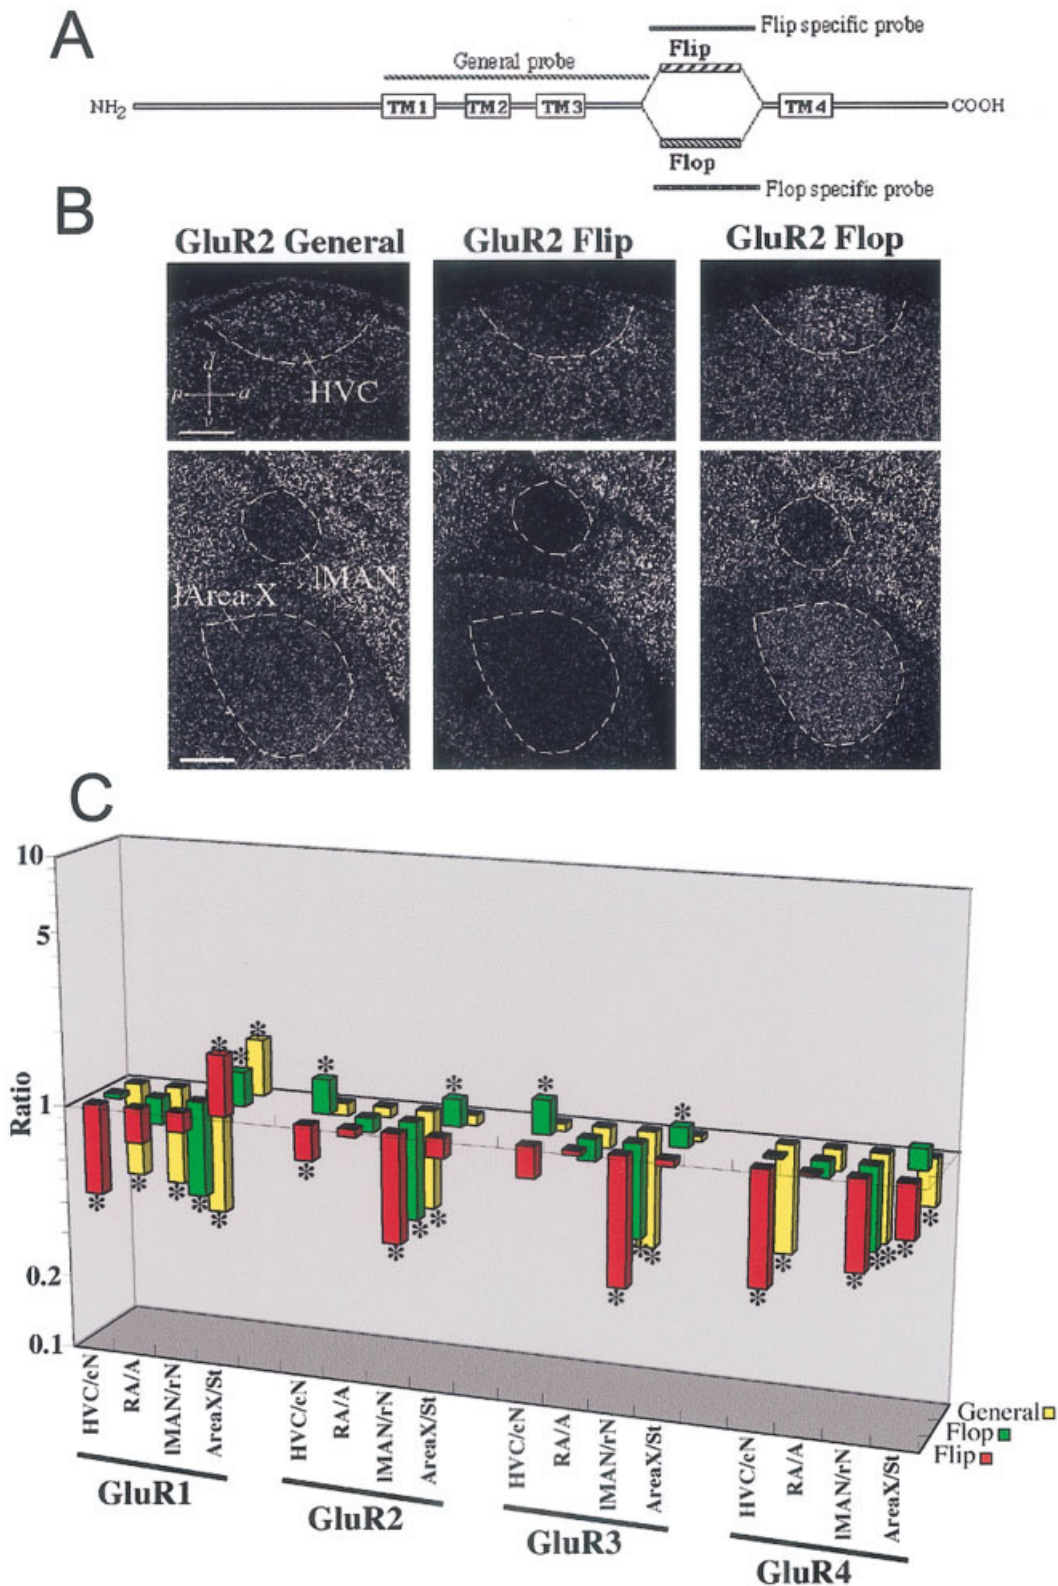 A
Flip specific probe
Flip
General probe
NH2
TM1
TM2
TM3
TM4
COOH
Flop
Flop specific probe
B
GluR2 General
GluR2 Flip
GluR2 Flop
d
p
a
v
HVC
lMAN
lArea X
C
10
5
1
0.2
0.1
Ratio
* * * * * * * * * * * * * * * * * * * * * * * * * * * * * *
HVC/cN
RA/A
lMAN/rN
AreaX/St
HVC/cN
RA/A
lMAN/rN
AreaX/St
HVC/cN
RA/A
lMAN/rN
AreaX/St
HVC/cN
RA/A
lMAN/rN
AreaX/St
General
Flop
Flip
GluR1
GluR2
GluR3
GluR4